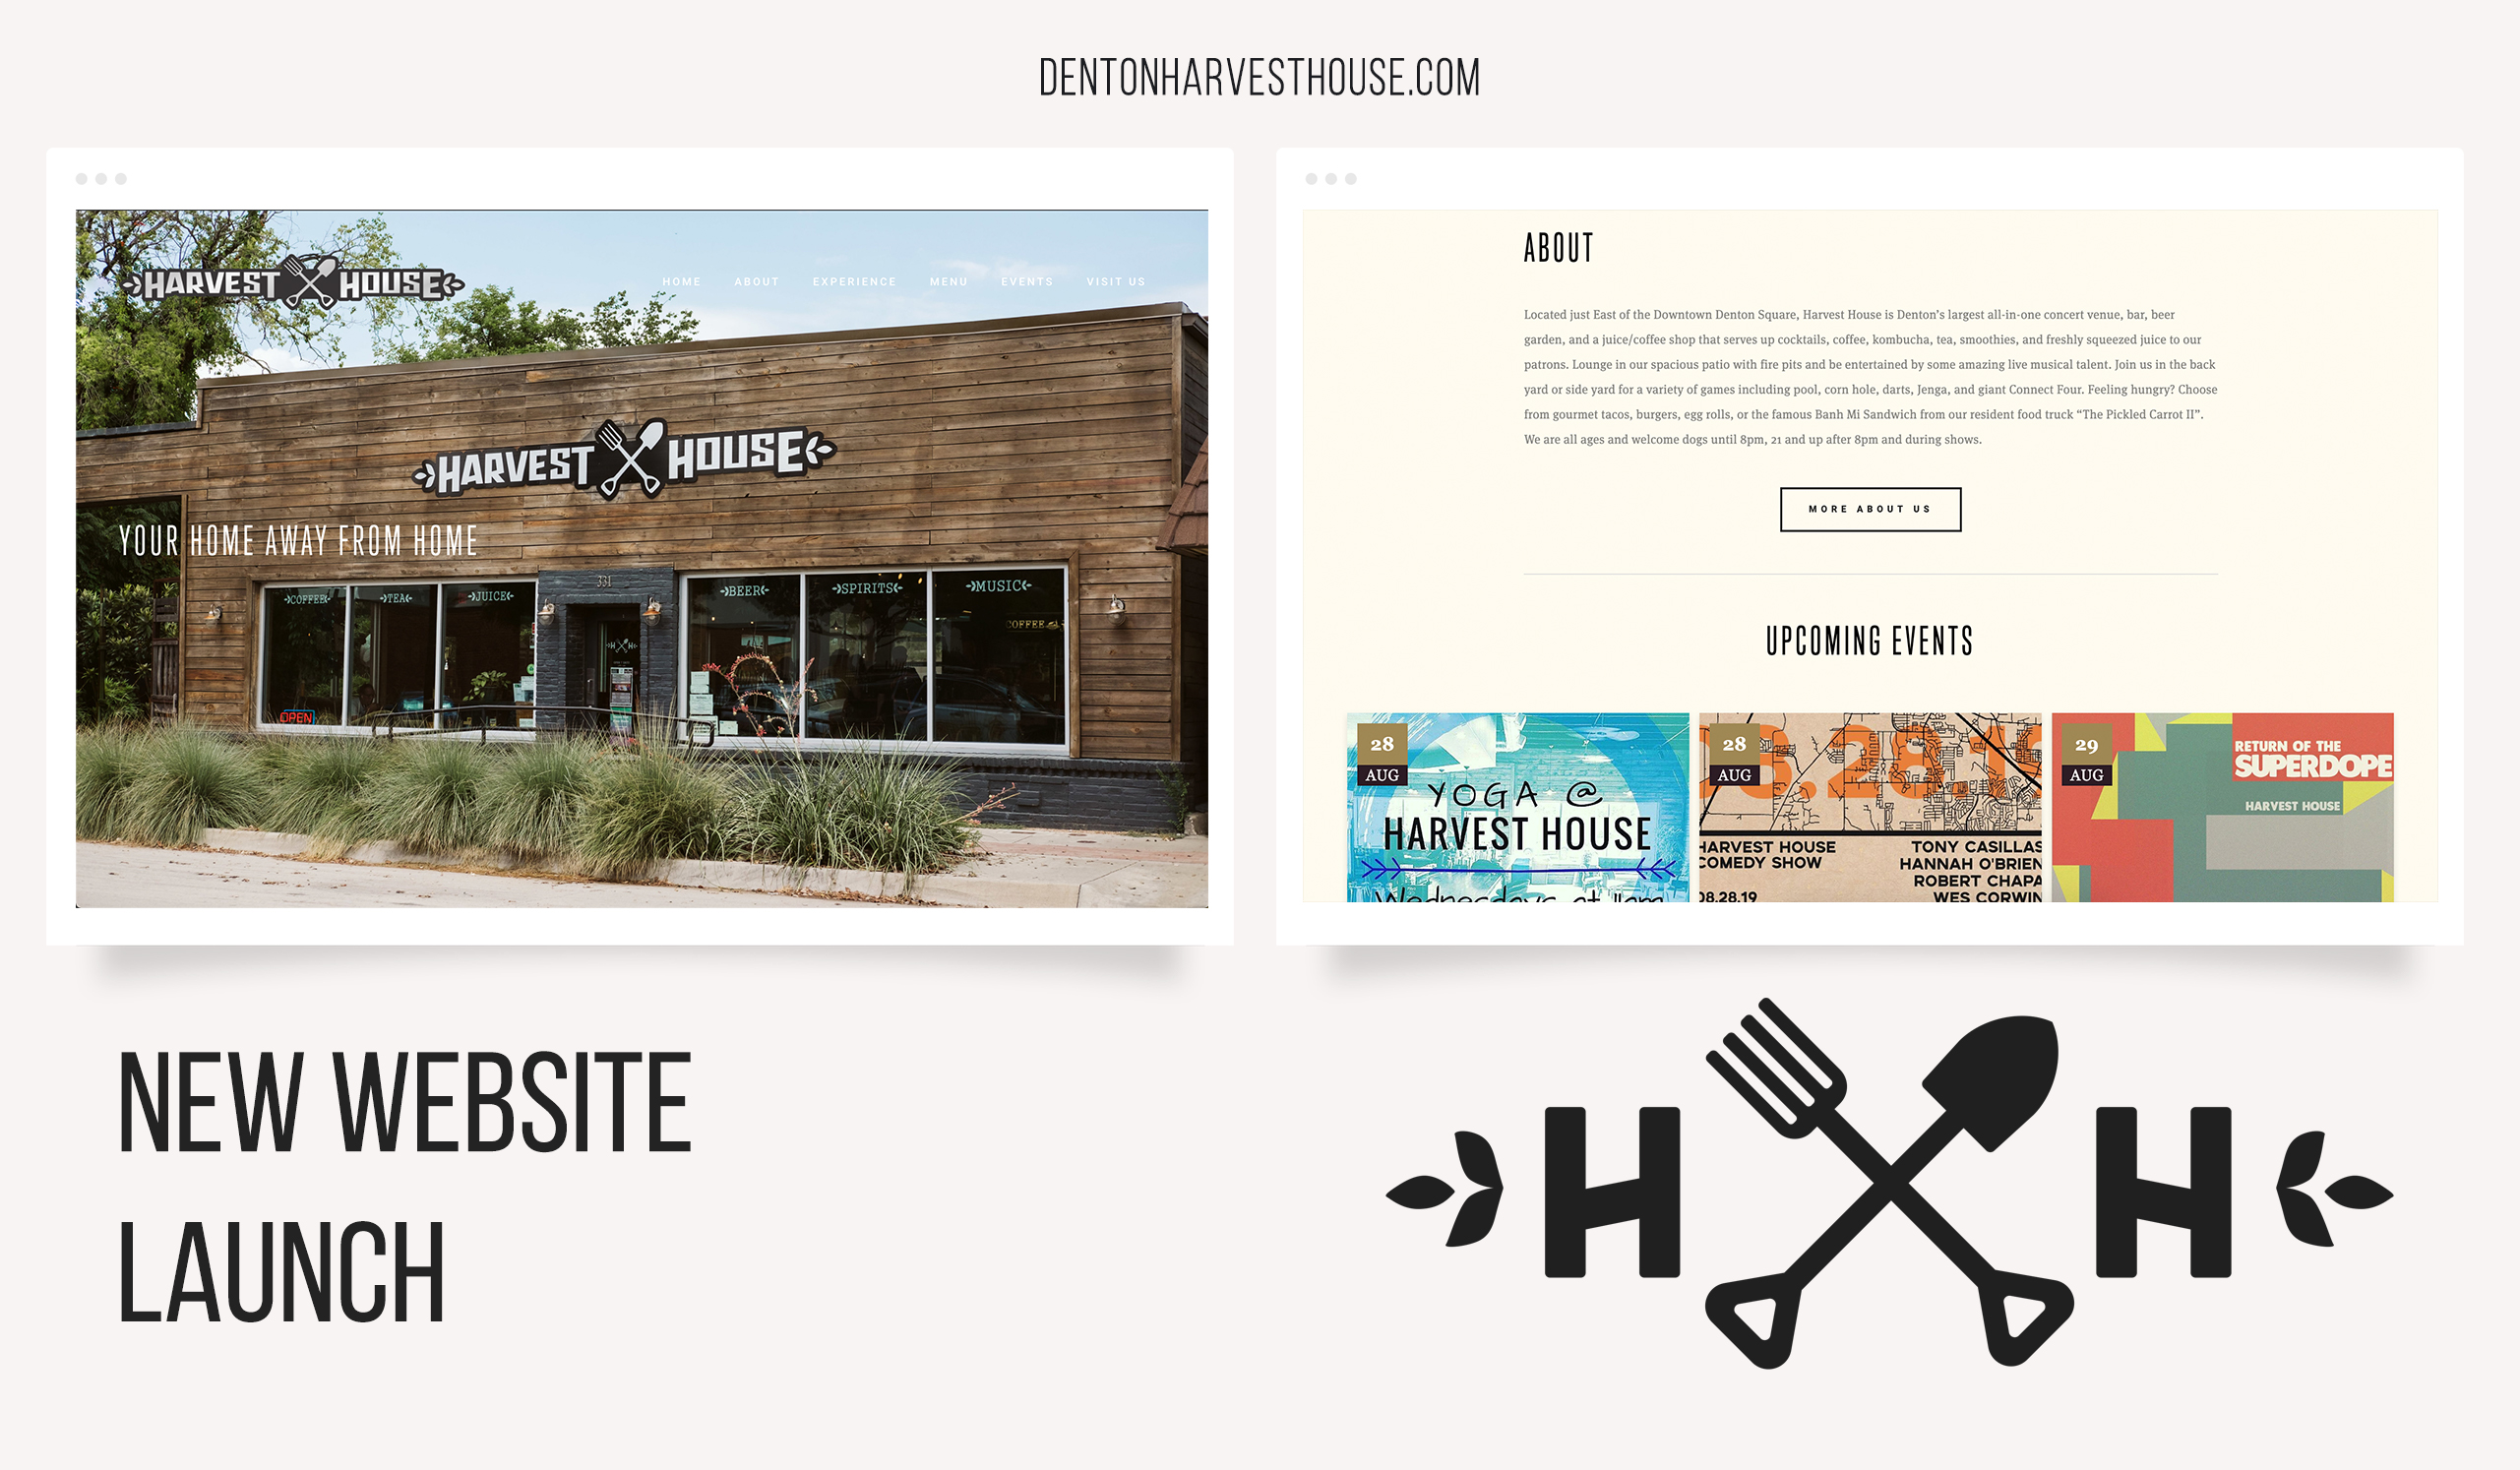 DENTONHARVESTHOUSE.COM
HARVEST HOUSE
HOME ABOUT EXPERIENCE MENU EVENTS VISIT US
HARVEST HOUSE
YOUR HOME AWAY FROM HOME
331
COFFEE TEA JUICE BEER SPIRITS MUSIC
COFFEE
H H
OPEN
ABOUT
Located just East of the Downtown Denton Square, Harvest House is Denton’s largest all-in-one concert venue, bar, beer
garden, and a juice/coffee shop that serves up cocktails, coffee, kombucha, tea, smoothies, and freshly squeezed juice to our
patrons. Lounge in our spacious patio with fire pits and be entertained by some amazing live musical talent. Join us in the back
yard or side yard for a variety of games including pool, corn hole, darts, Jenga, and giant Connect Four. Feeling hungry? Choose
from gourmet tacos, burgers, egg rolls, or the famous Banh Mi Sandwich from our resident food truck “The Pickled Carrot II”.
We are all ages and welcome dogs until 8pm, 21 and up after 8pm and during shows.
MORE ABOUT US
UPCOMING EVENTS
28
AUG
YOGA @
HARVEST HOUSE
Wednesdays at 11am
28
AUG
8.28.1
HARVEST HOUSE
COMEDY SHOW
08.28.19
TONY CASILLAS
HANNAH O'BRIEN
ROBERT CHAPA
WES CORWIN
29
AUG
RETURN OF THE
SUPERDOPE
HARVEST HOUSE
NEW WEBSITE
LAUNCH
H H